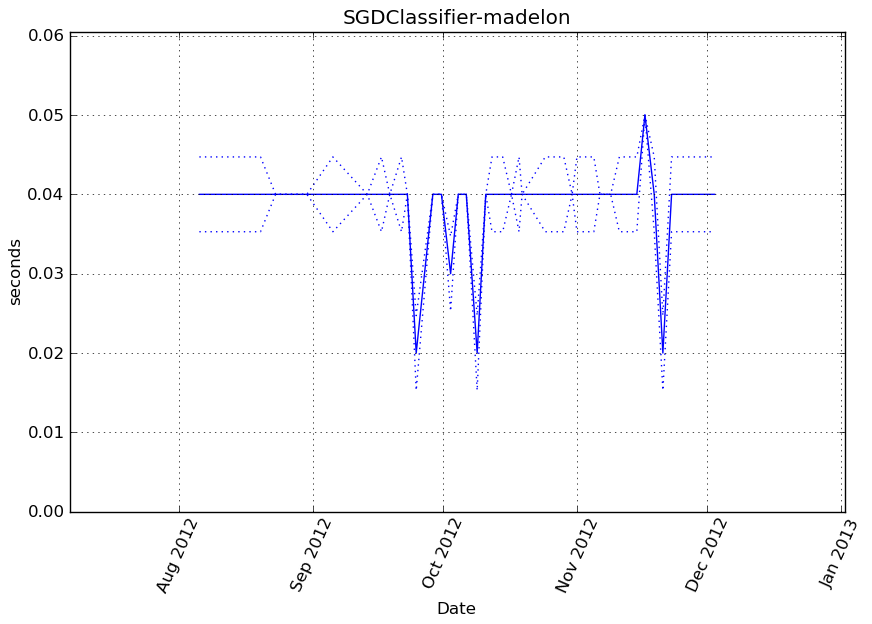 SGDClassifier-madelon
0.06
0.05
0.04
0.03
0.02
0.01
0.00
seconds
Aug 2012
Sep 2012
Oct 2012
Nov 2012
Dec 2012
Jan 2013
Date